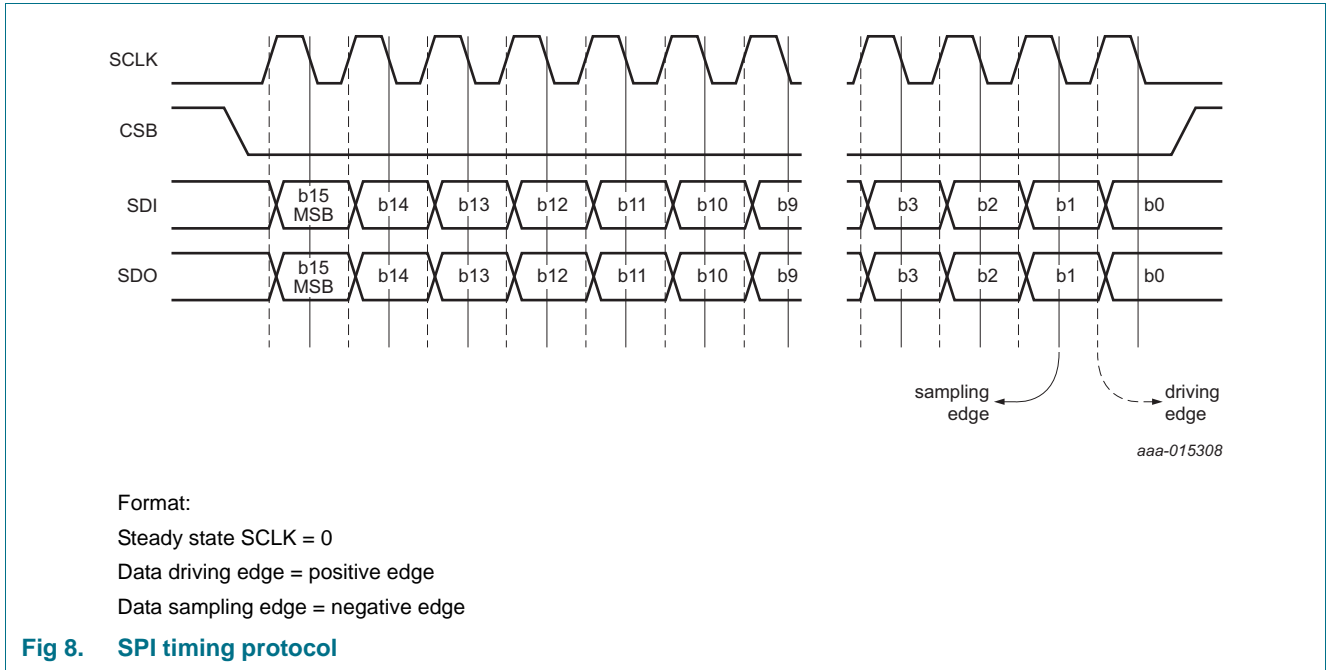 SCLK
CSB
SDI
b15
MSB
b14
b13
b12
b11
b10
b9
b3
b2
b1
b0
SDO
b15
MSB
b14
b13
b12
b11
b10
b9
b3
b2
b1
b0
sampling
edge
driving
edge
aaa-015308
Format:
Steady state SCLK = 0
Data driving edge = positive edge
Data sampling edge = negative edge
Fig 8. SPI timing protocol